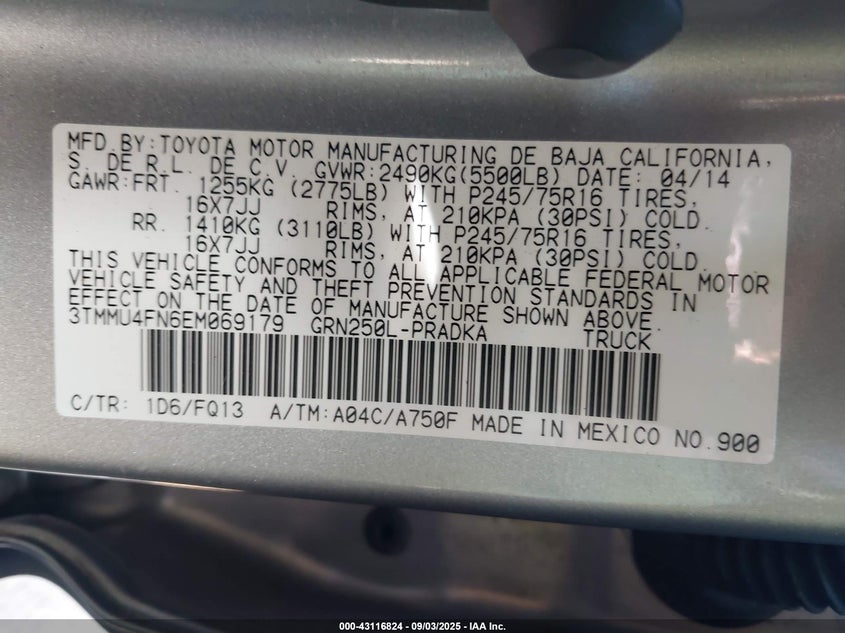 MFD.BY:TOYOTA MOTOR MANUFACTURING DE BAJA CALIFORNIA,
S. DE R.L. DE C.V. GVWR:2490KG(5500LB) DATE: 04/14
GAWR:FRT. 1255KG (2775LB) WITH P245/75R16 TIRES,
16X7JJ RIMS, AT 210KPA (30PSI) COLD.
RR. 1410KG (3110LB) WITH P245/75R16 TIRES,
16X7JJ RIMS, AT 210KPA (30PSI) COLD.
THIS VEHICLE CONFORMS TO ALL APPLICABLE FEDERAL MOTOR
VEHICLE SAFETY AND THEFT PREVENTION STANDARDS IN
EFFECT ON THE DATE OF MANUFACTURE SHOWN ABOVE.
3TMMU4FN6EM069179 GRN250L-PRADKA TRUCK
C/TR: 1D6/FQ13 A/TM:A04C/A750F MADE IN MEXICO NO.900
000-43116824 - 09/03/2025 - IAA Inc.